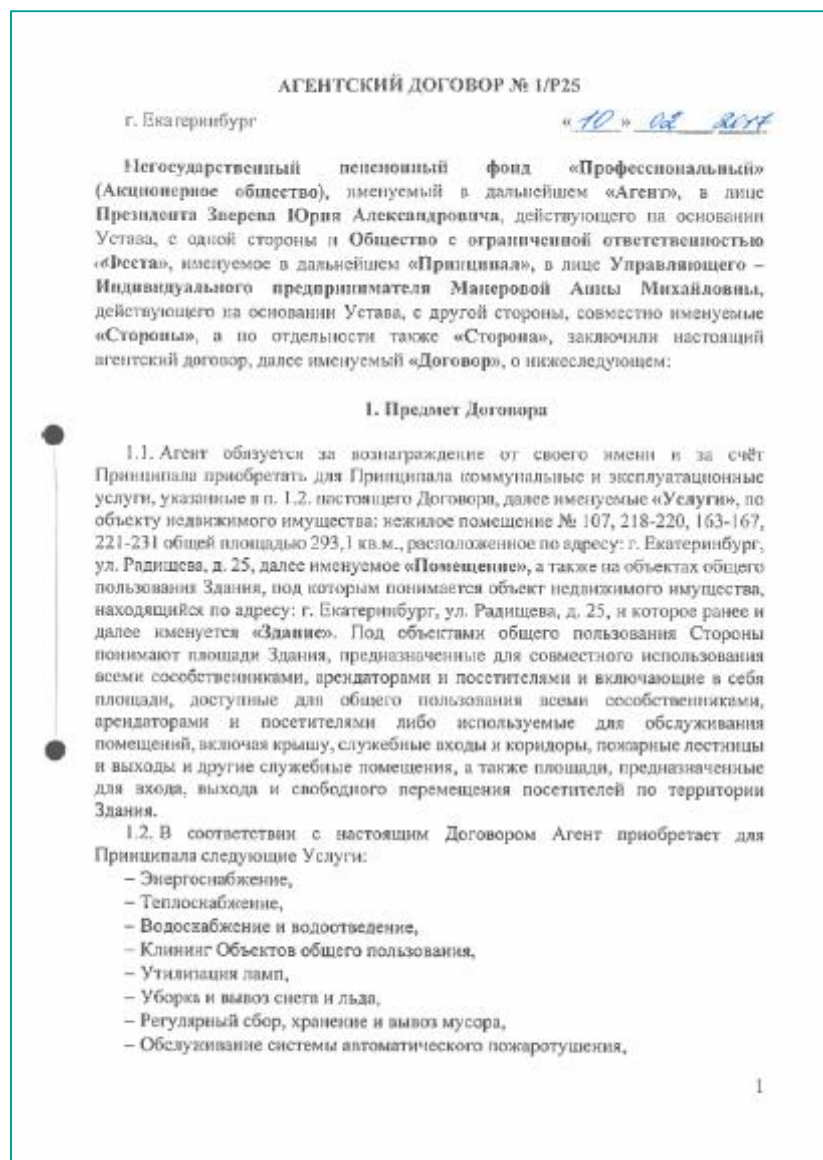 АГЕНТСКИЙ ДОГОВОР № 1/Р25
г. Екатеринбург « 10 » 02 2017
Негосударственный пенсионный фонд «Профессиональный»
(Акционерное общество), именуемый в дальнейшем «Агент», в лице
Президента Зверева Юрия Александровича, действующего на основании
Устава, с одной стороны и Общество с ограниченной ответственностью
«Феста», именуемое в дальнейшем «Принципал», в лице Управляющего –
Индивидуального предпринимателя Макеровой Анны Михайловны,
действующего на основании Устава, с другой стороны, совместно именуемые
«Стороны», а по отдельности также «Сторона», заключили настоящий
агентский договор, далее именуемый «Договор», о нижеследующем:
1. Предмет Договора
1.1. Агент обязуется за вознаграждение от своего имени и за счёт
Принципала приобретать для Принципала коммунальные и эксплуатационные
услуги, указанные в п. 1.2. настоящего Договора, далее именуемые «Услуги», по
объекту недвижимого имущества: нежилое помещение № 107, 218-220, 163-167,
221-231 общей площадью 293,1 кв.м., расположенное по адресу: г. Екатеринбург,
ул. Радищева, д. 25, далее именуемое «Помещение», а также на объектах общего
пользования Здания, под которым понимается объект недвижимого имущества,
находящийся по адресу: г. Екатеринбург, ул. Радищева, д. 25, и которое ранее и
далее именуется «Здание». Под объектами общего пользования Стороны
понимают площади Здания, предназначенные для совместного использования
всеми сособственниками, арендаторами и посетителями и включающие в себя
площади, доступные для общего пользования всеми сособственниками,
арендаторами и посетителями либо используемые для обслуживания
помещений, включая крышу, служебные входы и коридоры, пожарные лестницы
и выходы и другие служебные помещения, а также площади, предназначенные
для входа, выхода и свободного перемещения посетителей по территории
Здания.
1.2. В соответствии с настоящим Договором Агент приобретает для
Принципала следующие Услуги:
– Энергоснабжение,
– Теплоснабжение,
– Водоснабжение и водоотведение,
– Клининг Объектов общего пользования,
– Утилизация ламп,
– Уборка и вывоз снега и льда,
– Регулярный сбор, хранение и вывоз мусора,
– Обслуживание системы автоматического пожаротушения,
1